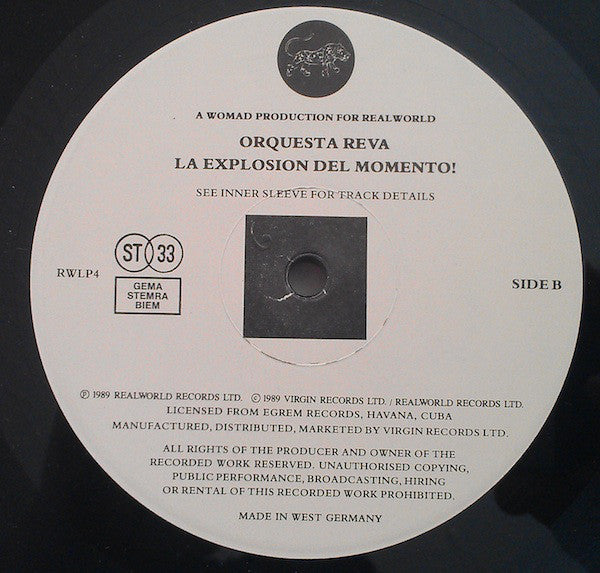 A WOMAD PRODUCTION FOR REALWORLD
ORQUESTA REVA
LA EXPLOSION DEL MOMENTO!
SEE INNER SLEEVE FOR TRACK DETAILS
ST 33
RWLP4
GEMA
STEMRA
BIEM
SIDE B
℗ 1989 REALWORLD RECORDS LTD. © 1989 VIRGIN RECORDS LTD. / REALWORLD RECORDS LTD.
LICENSED FROM EGREM RECORDS, HAVANA, CUBA
MANUFACTURED, DISTRIBUTED, MARKETED BY VIRGIN RECORDS LTD.
ALL RIGHTS OF THE PRODUCER AND OWNER OF THE
RECORDED WORK RESERVED. UNAUTHORISED COPYING,
PUBLIC PERFORMANCE, BROADCASTING, HIRING
OR RENTAL OF THIS RECORDED WORK PROHIBITED.
MADE IN WEST GERMANY